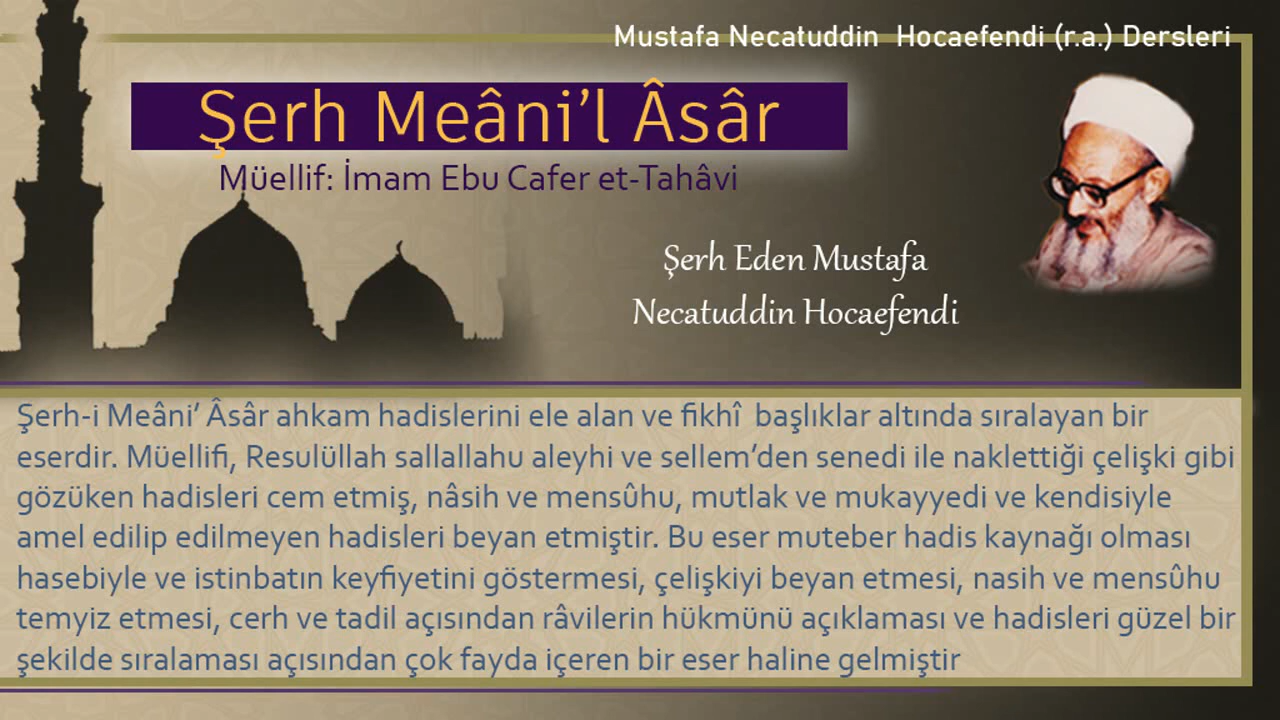 Mustafa Necatuddin Hocaefendi (r.a.) Dersleri
Şerh Meâni’l Âsâr
Müellif: İmam Ebu Cafer et-Tahâvi
Şerh Eden Mustafa
Necatuddin Hocaefendi
Şerh-i Meâni’ Âsâr ahkam hadislerini ele alan ve fikhî başlıklar altında sıralayan bir
eserdir. Müellifi, Resulüllah sallallahu aleyhi ve sellem’den senedi ile naklettiği çelişki gibi
gözüken hadisleri cem etmiş, nâsih ve mensûhu, mutlak ve mukayyedi ve kendisiyle
amel edilip edilmeyen hadisleri beyan etmiştir. Bu eser muteber hadis kaynağı olması
hasebiyle ve istinbatın keyfiyetini göstermesi, çelişkiyi beyan etmesi, nasih ve mensûhu
temyiz etmesi, cerh ve tadil açısından râvilerin hükmünü açıklaması ve hadisleri güzel bir
şekilde sıralaması açısından çok fayda içeren bir eser haline gelmiştir